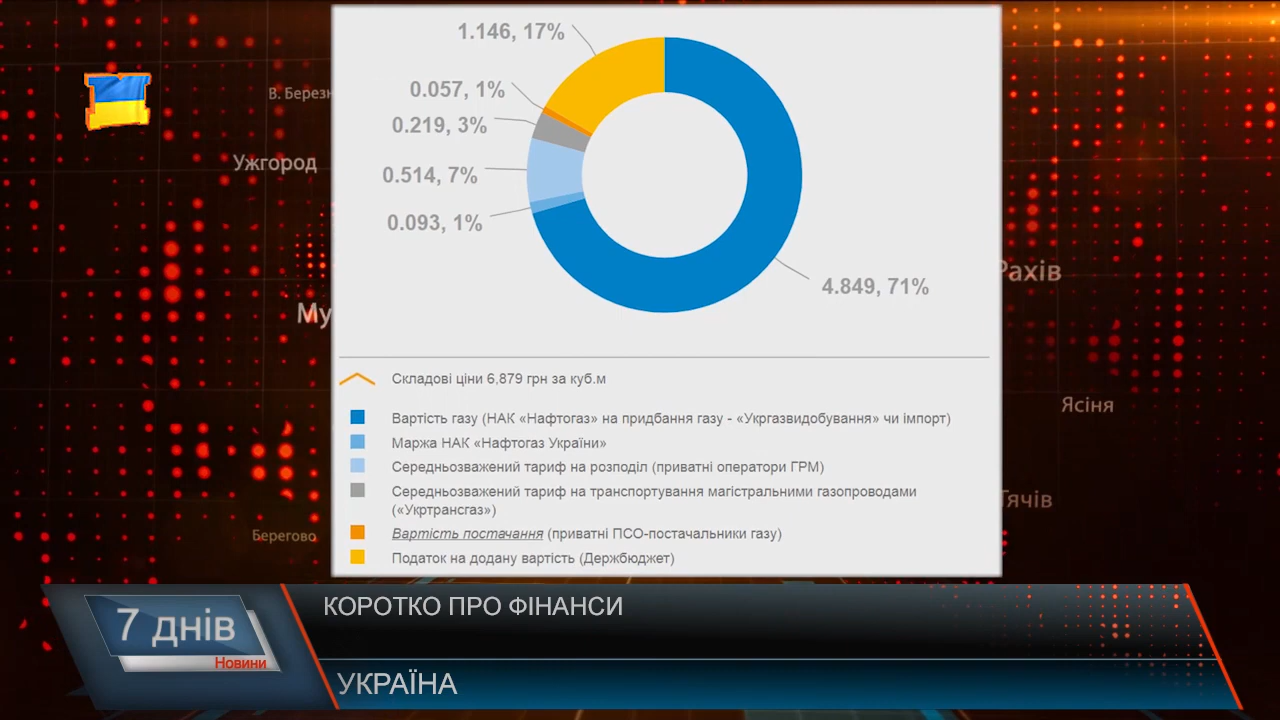 1.146, 17%
0.057, 1%
0.219, 3%
0.514, 7%
0.093, 1%
4.849, 71%
В. Березн
Ужгород
Му
Рахів
Ясіня
Тячів
Берегово
Складові ціни 6,879 грн за куб.м
Вартість газу (НАК «Нафтогаз» на придбання газу - «Укргазвидобування» чи імпорт)
Маржа НАК «Нафтогаз України»
Середньозважений тариф на розподіл (приватні оператори ГРМ)
Середньозважений тариф на транспортування магістральними газопроводами
(«Укртрансгаз»)
Вартість постачання (приватні ПСО-постачальники газу)
Податок на додану вартість (Держбюджет)
7 днів
Новини
КОРОТКО ПРО ФІНАНСИ
УКРАЇНА